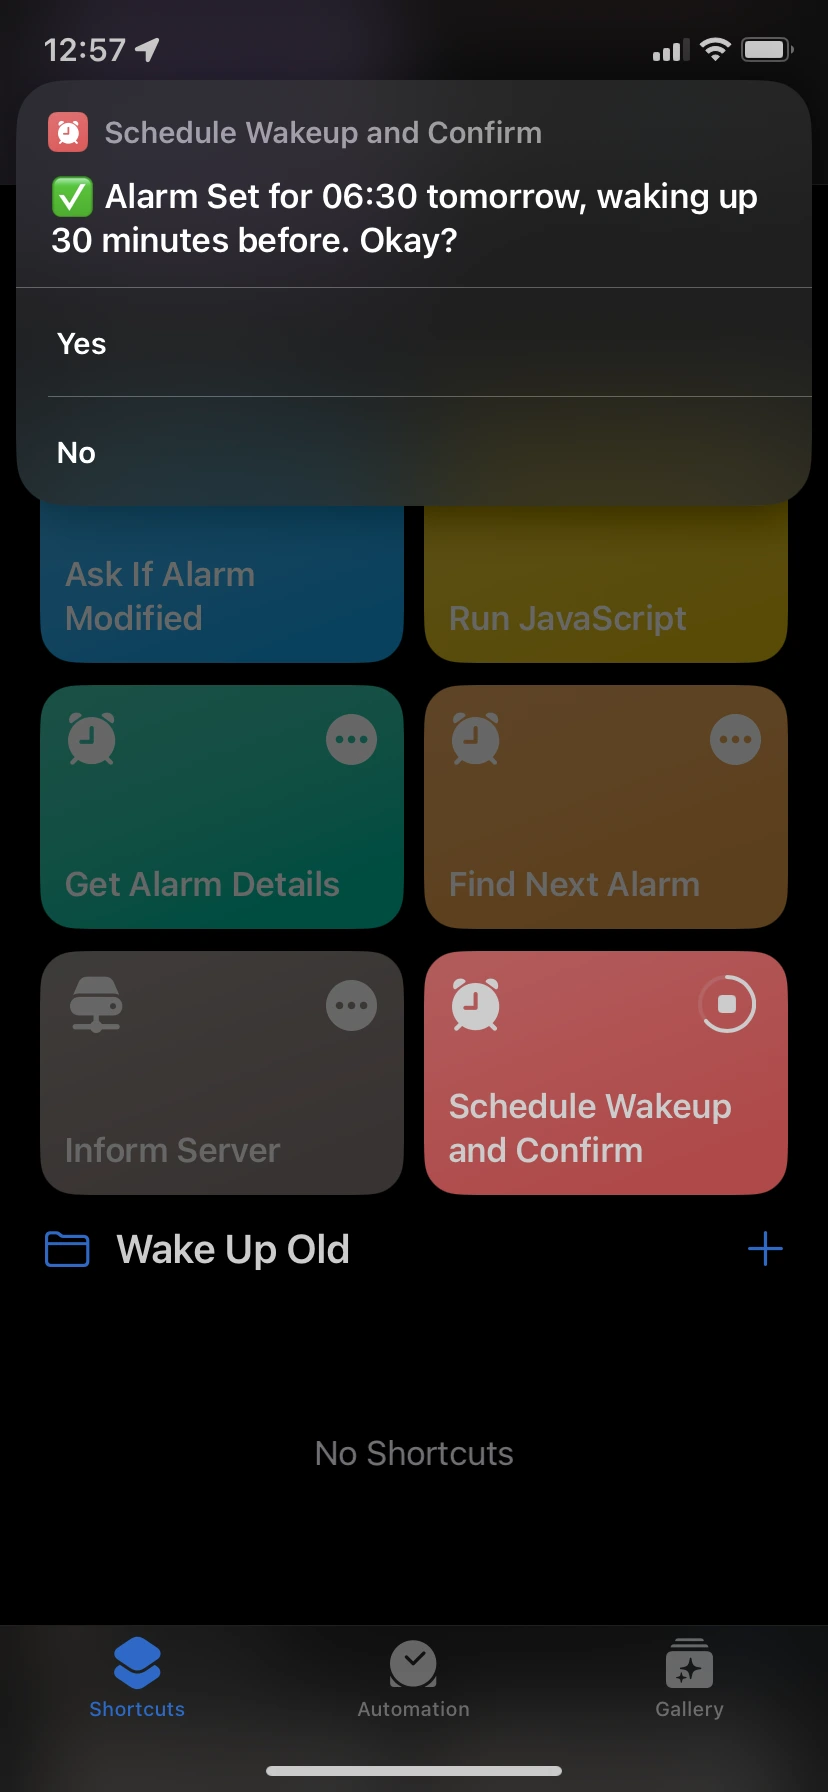 12:57
Schedule Wakeup and Confirm
✅ Alarm Set for 06:30 tomorrow, waking up
30 minutes before. Okay?
Yes
No
Ask If Alarm
Modified
Run JavaScript
Get Alarm Details
Find Next Alarm
Inform Server
Schedule Wakeup
and Confirm
Wake Up Old
No Shortcuts
Shortcuts
Automation
Gallery